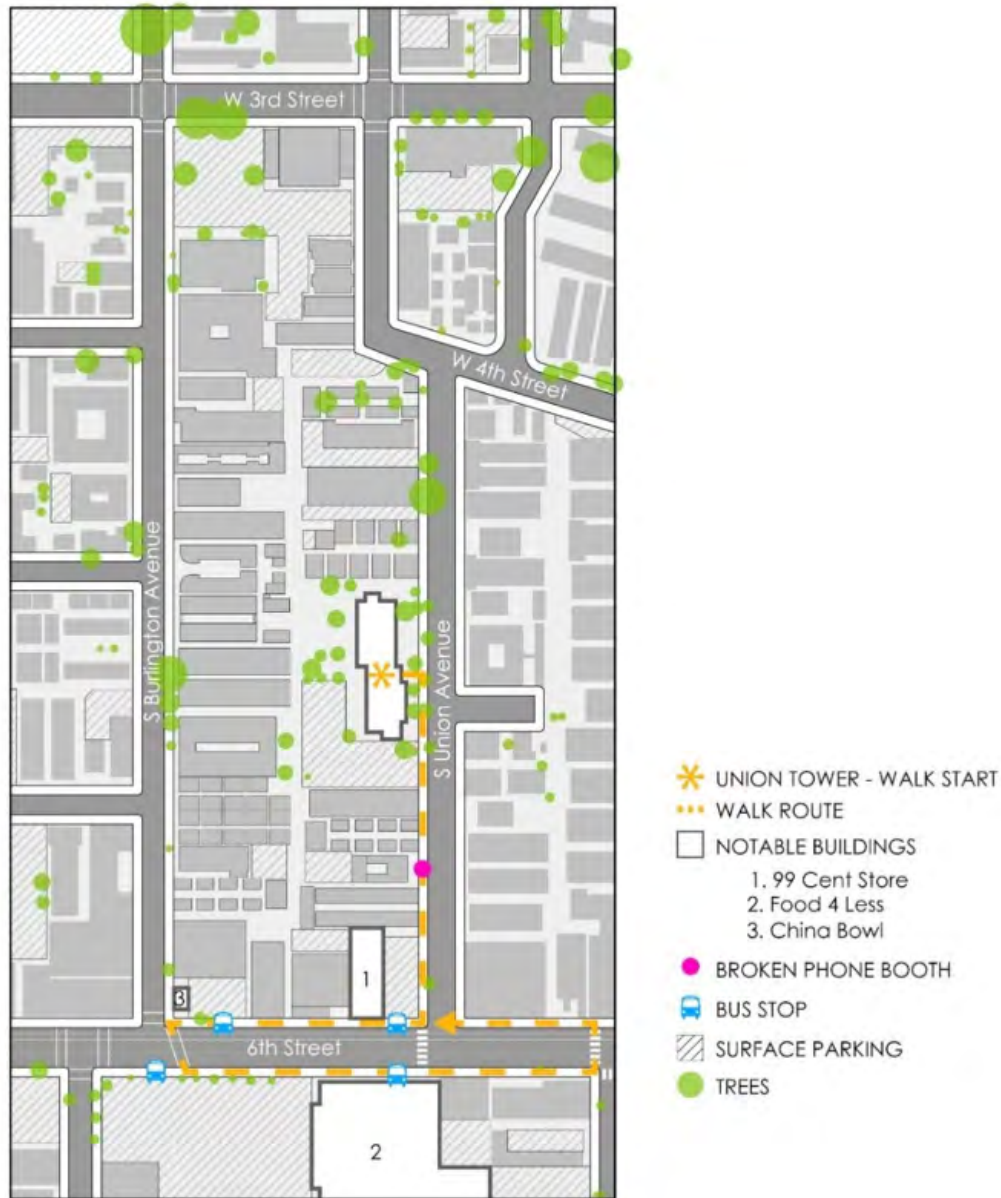 W 3rd Street
W 4th Street
S Burlington Avenue
S Union Avenue
1
3
6th Street
2
UNION TOWER - WALK START
WALK ROUTE
NOTABLE BUILDINGS
1. 99 Cent Store
2. Food 4 Less
3. China Bowl
BROKEN PHONE BOOTH
BUS STOP
SURFACE PARKING
TREES